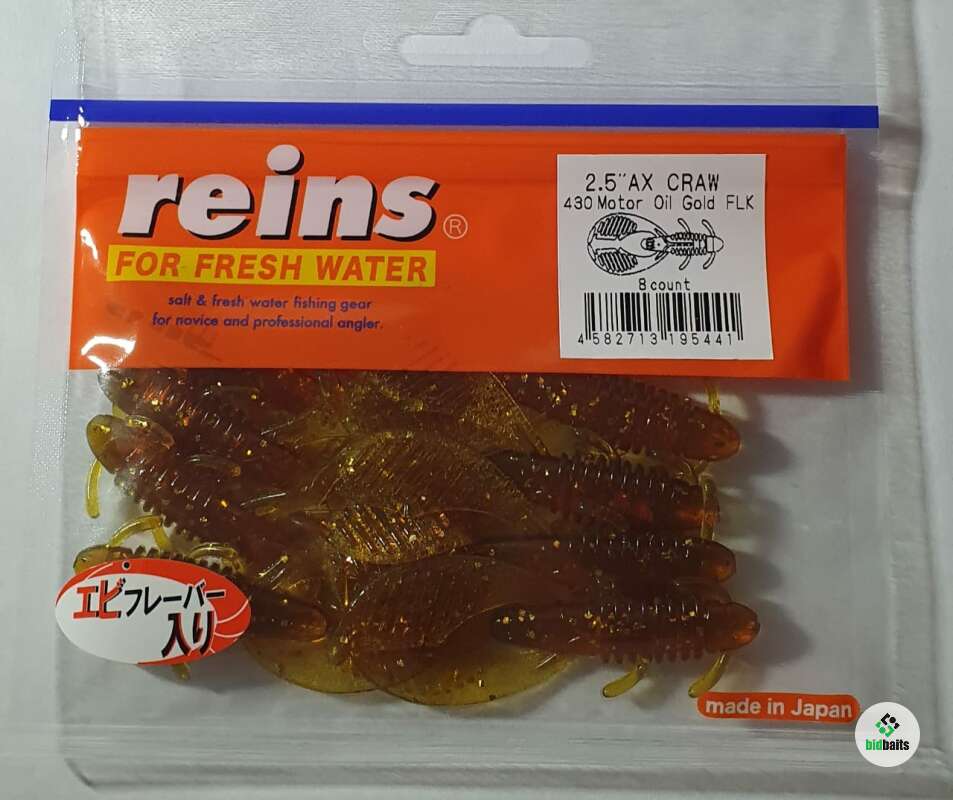 reins®
FOR FRESH WATER
salt & fresh water fishing gear
for novice and professional angler.
2.5"AX CRAW
430 Motor Oil Gold FLK
8 count
4 582713 195441
エビフレーバー
入り
made in Japan
bidbaits